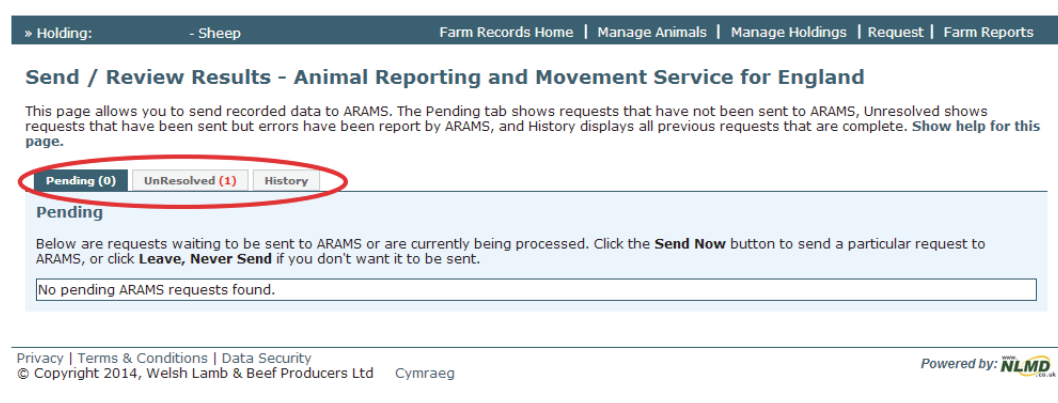 » Holding: - Sheep Farm Records Home | Manage Animals | Manage Holdings | Request | Farm Reports
Send / Review Results - Animal Reporting and Movement Service for England
This page allows you to send recorded data to ARAMS. The Pending tab shows requests that have not been sent to ARAMS, Unresolved shows
requests that have been sent but errors have been report by ARAMS, and History displays all previous requests that are complete. Show help for this
page.
Pending (0) UnResolved (1) History
Pending
Below are requests waiting to be sent to ARAMS or are currently being processed. Click the Send Now button to send a particular request to
ARAMS, or click Leave, Never Send if you don't want it to be sent.
No pending ARAMS requests found.
Privacy | Terms & Conditions | Data Security
© Copyright 2014, Welsh Lamb & Beef Producers Ltd Cymraeg
Powered by: www.NLMD.co.uk